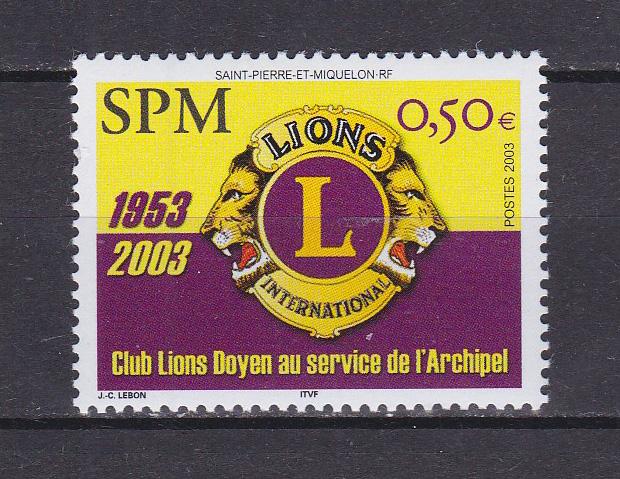 SAINT-PIERRE-ET-MIQUELON-RF
SPM
0,50€
LIONS
L
INTERNATIONAL
1953
2003
POSTES 2003
Club Lions Doyen au service de l'Archipel
J.-C. LEBON
ITVF